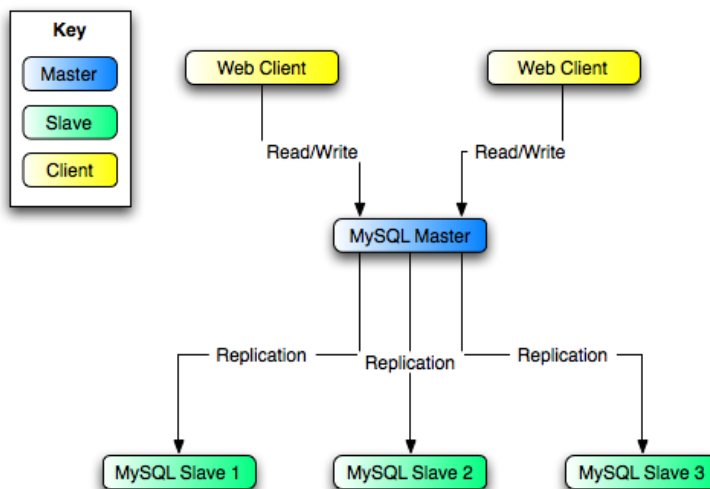 Key
Master
Slave
Client
Web Client
Web Client
Read/Write
Read/Write
MySQL Master
Replication
Replication
Replication
MySQL Slave 1
MySQL Slave 2
MySQL Slave 3